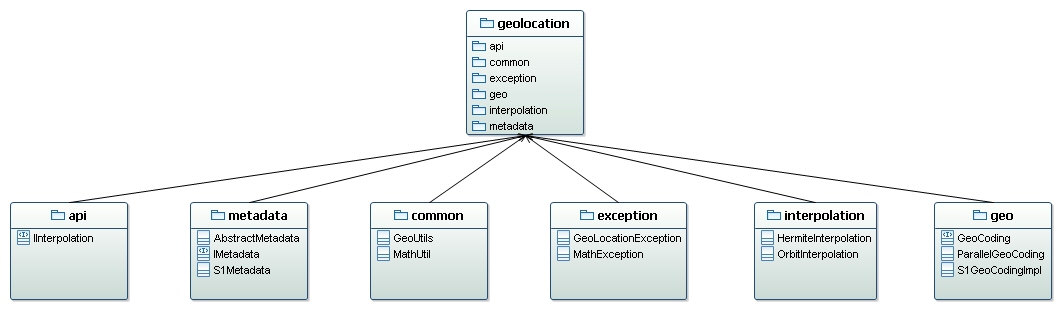 geolocation
api
common
exception
geo
interpolation
metadata
api
IInterpolation
metadata
AbstractMetadata
IMetadata
S1Metadata
common
GeoUtils
MathUtil
exception
GeoLocationException
MathException
interpolation
HermiteInterpolation
OrbitInterpolation
geo
GeoCoding
ParallelGeoCoding
S1GeoCodingImpl